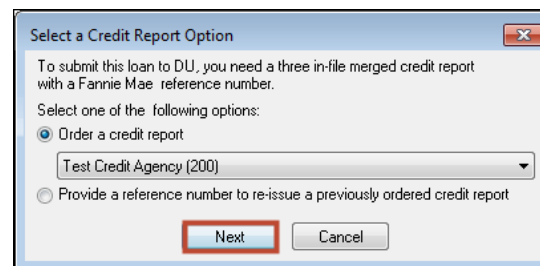 Select a Credit Report Option
To submit this loan to DU, you need a three in-file merged credit report
with a Fannie Mae reference number.
Select one of the following options:
Order a credit report
Test Credit Agency (200)
Provide a reference number to re-issue a previously ordered credit report
Next Cancel